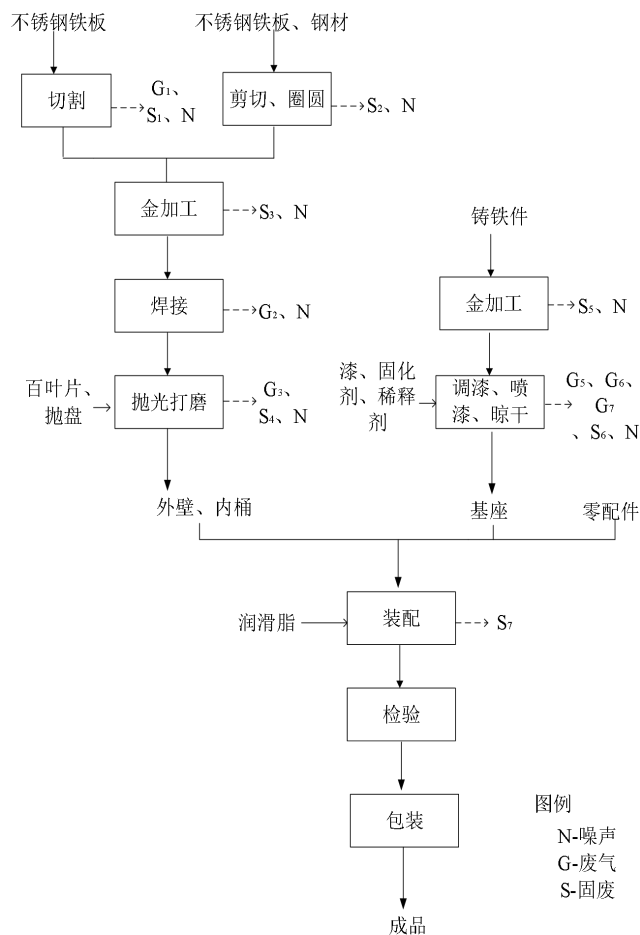 不锈钢铁板
不锈钢铁板、钢材
切割
G1、
S1、N
剪切、圈圆
S2、N
金加工
S3、N
铸铁件
焊接
G2、N
金加工
S5、N
百叶片、
抛盘
抛光打磨
G3、
S4、N
漆、固化
剂、稀释
剂
调漆、喷
漆、晾干
G5、G6、
G7
、S6、N
外壁、内桶
基座
零配件
润滑脂
装配
S7
检验
包装
图例
N-噪声
G-废气
S-固废
成品